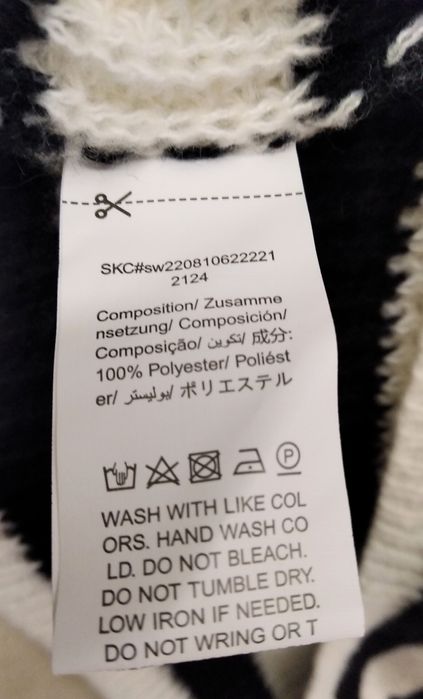 SKC#sw220810622221
2124
Composition/ Zusamme
nsetzung/ Composición/
Composição/ تكوين/ 成分:
100% Polyester/ Poliést
er/ بوليستر/ ポリエステル
P
WASH WITH LIKE COL
ORS. HAND WASH CO
LD. DO NOT BLEACH.
DO NOT TUMBLE DRY.
LOW IRON IF NEEDED.
DO NOT WRING OR T